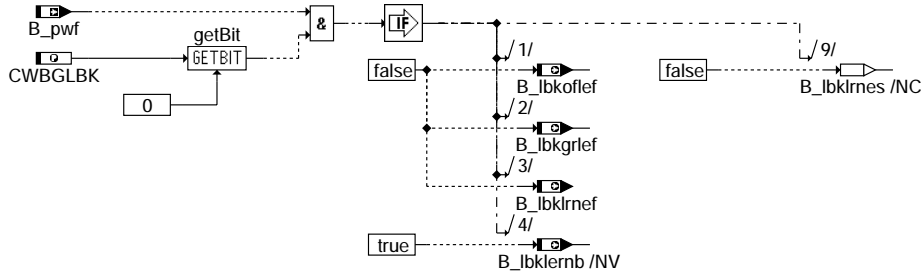 B_pwf
&
IF
getBit
GETBIT
CWBGLBK
0
1/
9/
false
false
B_lbkoflef
B_lbklrnes /NC
2/
B_lbkgrlef
3/
B_lbklrnef
4/
true
B_lbklernb /NV